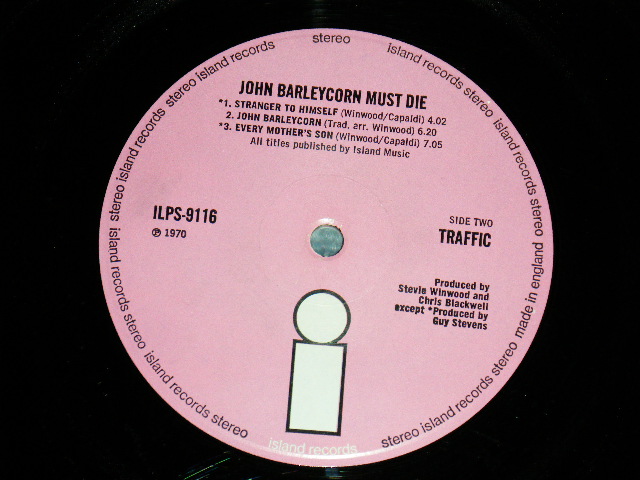 stereo
island records
stereo island records
stereo island records
island records stereo
island records stereo
island records
stereo island records
stereo made in england
island records
JOHN BARLEYCORN MUST DIE
*1. STRANGER TO HIMSELF (Winwood/Capaldi) 4.02
2. JOHN BARLEYCORN (Trad, arr. Winwood) 6.20
*3. EVERY MOTHER'S SON (Winwood/Capaldi) 7.05
All titles published by Island Music
ILPS-9116
℗ 1970
SIDE TWO
TRAFFIC
Produced by
Stevie Winwood and
Chris Blackwell
except *Produced by
Guy Stevens